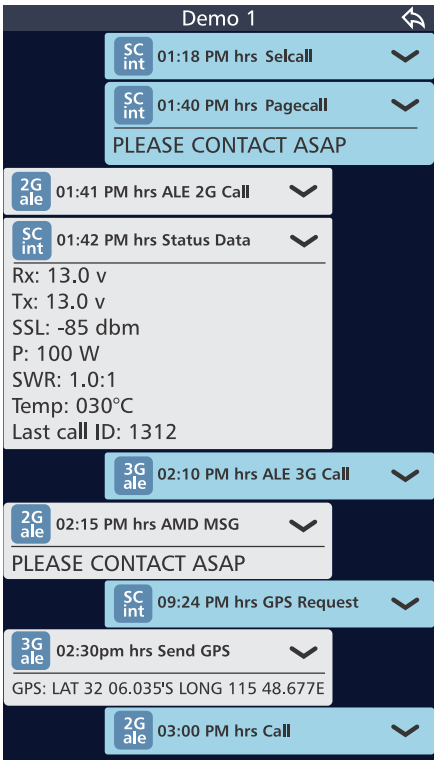 Demo 1
SC int 01:18 PM hrs Selcall
SC int 01:40 PM hrs Pagecall
PLEASE CONTACT ASAP
2G ale 01:41 PM hrs ALE 2G Call
SC int 01:42 PM hrs Status Data
Rx: 13.0 v
Tx: 13.0 v
SSL: -85 dbm
P: 100 W
SWR: 1.0:1
Temp: 030°C
Last call ID: 1312
3G ale 02:10 PM hrs ALE 3G Call
2G ale 02:15 PM hrs AMD MSG
PLEASE CONTACT ASAP
SC int 09:24 PM hrs GPS Request
3G ale 02:30pm hrs Send GPS
GPS: LAT 32 06.035'S LONG 115 48.677E
2G ale 03:00 PM hrs Call